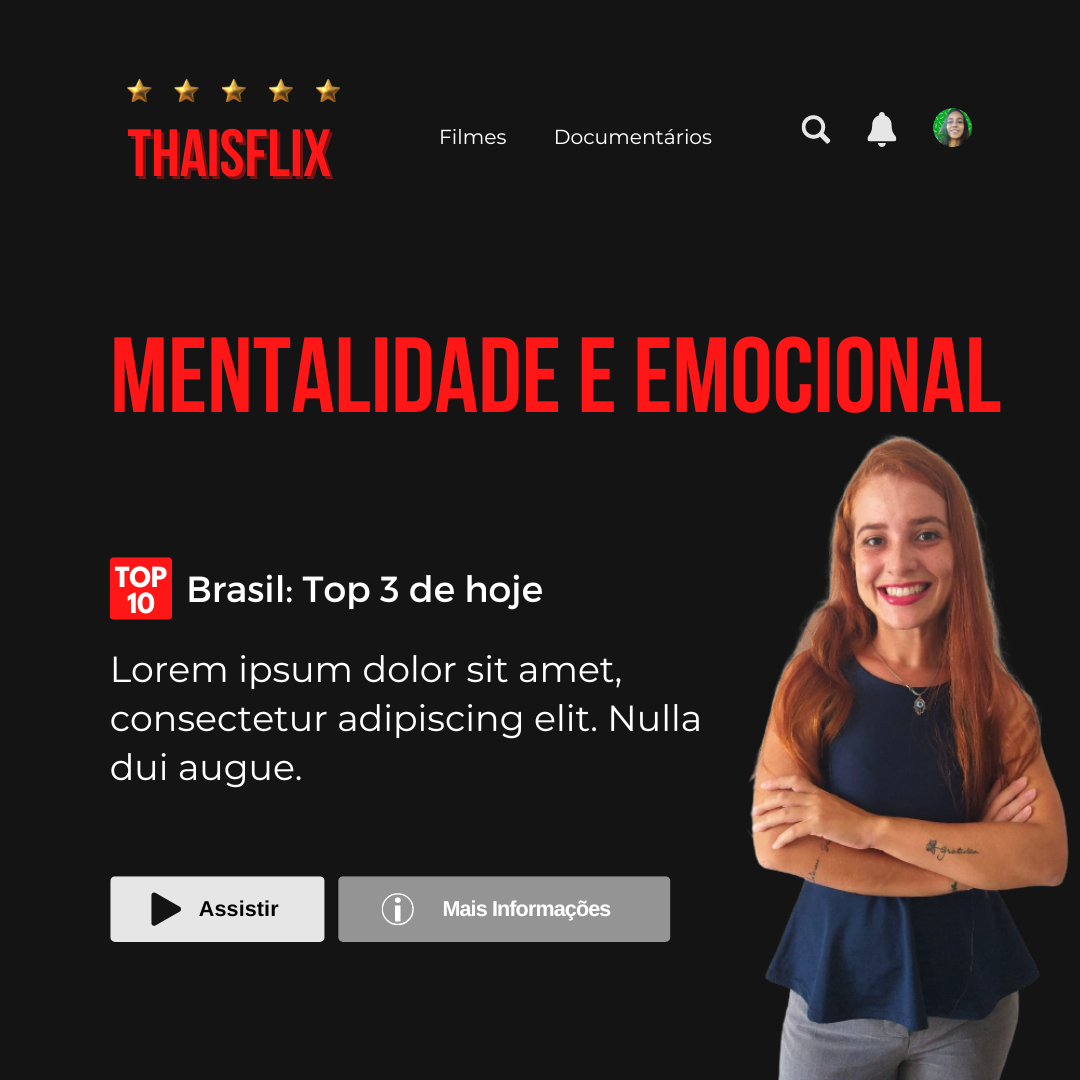 THAISFLIX
Filmes
Documentários
MENTALIDADE E EMOCIONAL
TOP
10
Brasil: Top 3 de hoje
Lorem ipsum dolor sit amet,
consectetur adipiscing elit. Nulla
dui augue.
Assistir
Mais Informações